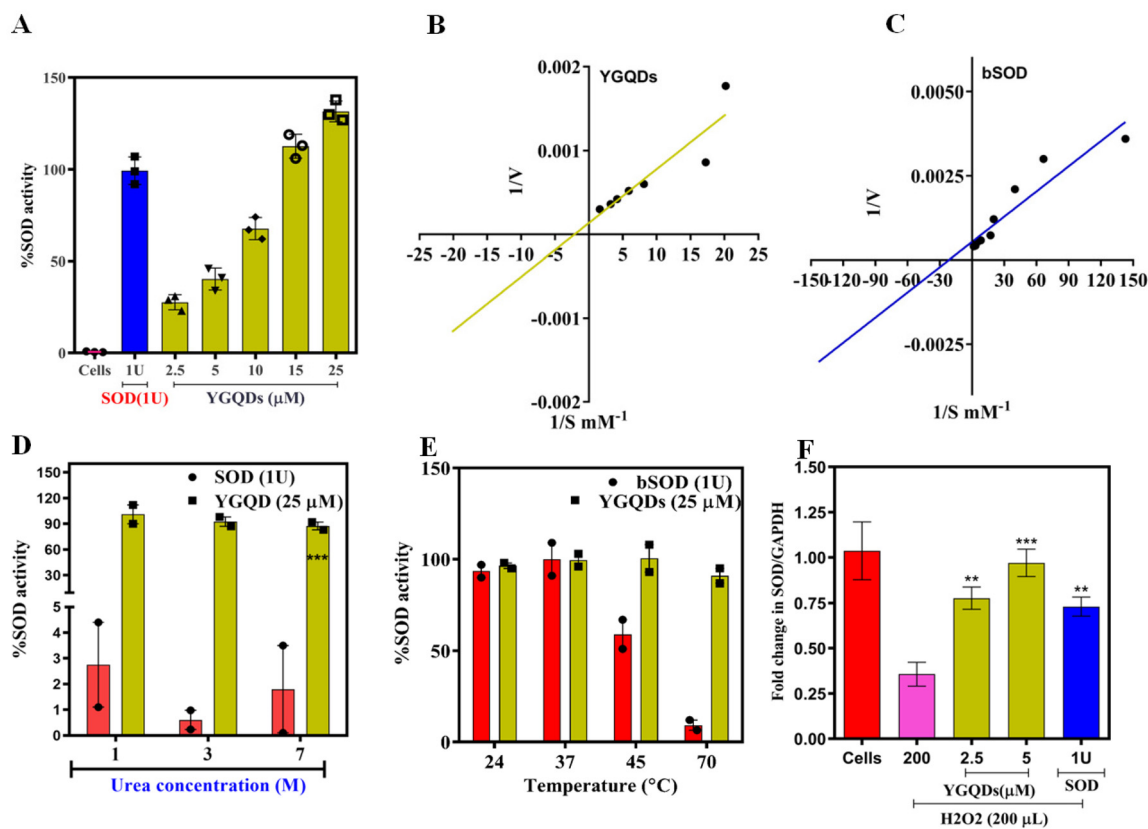 A
150
100
50
0
%SOD activity
Cells
1U
2.5
5
10
15
25
SOD(1U)
YGQDs (μM)
B
YGQDs
0.002
0.001
-0.001
-0.002
1/V
-25 -20 -15 -10 -5
5 10 15 20 25
1/S mM⁻¹
C
bSOD
0.0050
0.0025
-0.0025
1/V
-150 -120 -90 -60 -30 0 30 60 90 120 150
1/S mM⁻¹
D
SOD (1U)
YGQD (25 μM)
150
120
90
60
30
5
4
3
2
1
0
%SOD activity
***
1 3 7
Urea concentration (M)
E
bSOD (1U)
YGQDs (25 μM)
150
100
50
0
%SOD activity
24 37 45 70
Temperature (°C)
F
1.50
1.25
1.00
0.75
0.50
0.25
0.00
Fold change in SOD/GAPDH
**
***
**
Cells 200 2.5 5 1U
YGQDs(μM) SOD
H2O2 (200 μL)